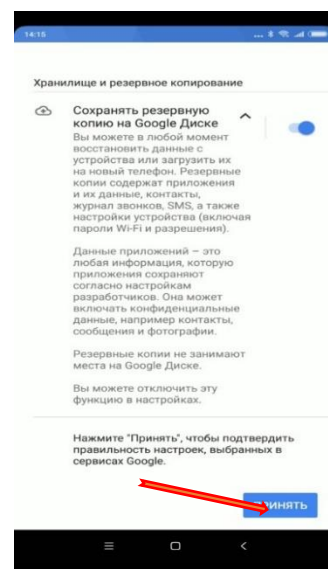 14:15
Хранилище и резервное копирование
Сохранять резервную
копию на Google Диске
Вы можете в любой момент
восстановить данные с
устройства или загрузить их
на новый телефон. Резервные
копии содержат приложения
и их данные, контакты,
журнал звонков, SMS, а также
настройки устройства (включая
пароли Wi-Fi и разрешения).
Данные приложений – это
любая информация, которую
приложения сохраняют
согласно настройкам
разработчиков. Она может
включать конфиденциальные
данные, например контакты,
сообщения и фотографии.
Резервные копии не занимают
места на Google Диске.
Вы можете отключить эту
функцию в настройках.
Нажмите "Принять", чтобы подтвердить
правильность настроек, выбранных в
сервисах Google.
ПРИНЯТЬ